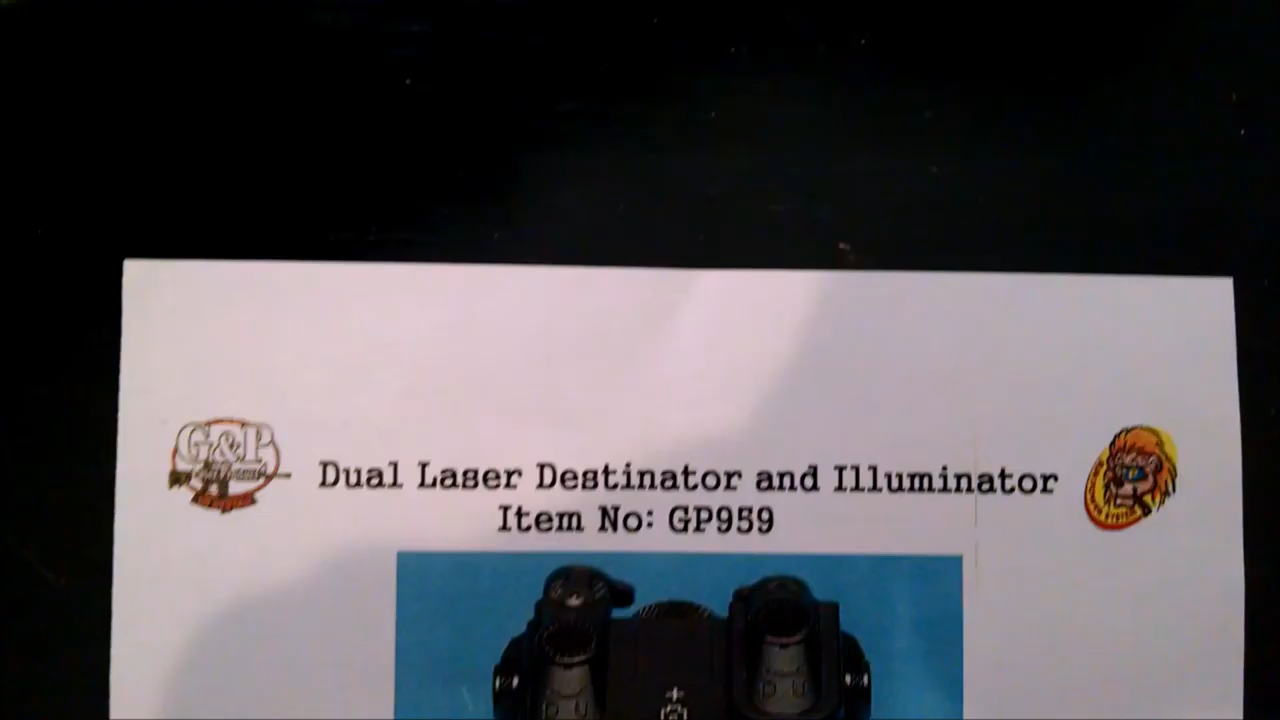 G&P
Dual Laser Destinator and Illuminator
Item No: GP959